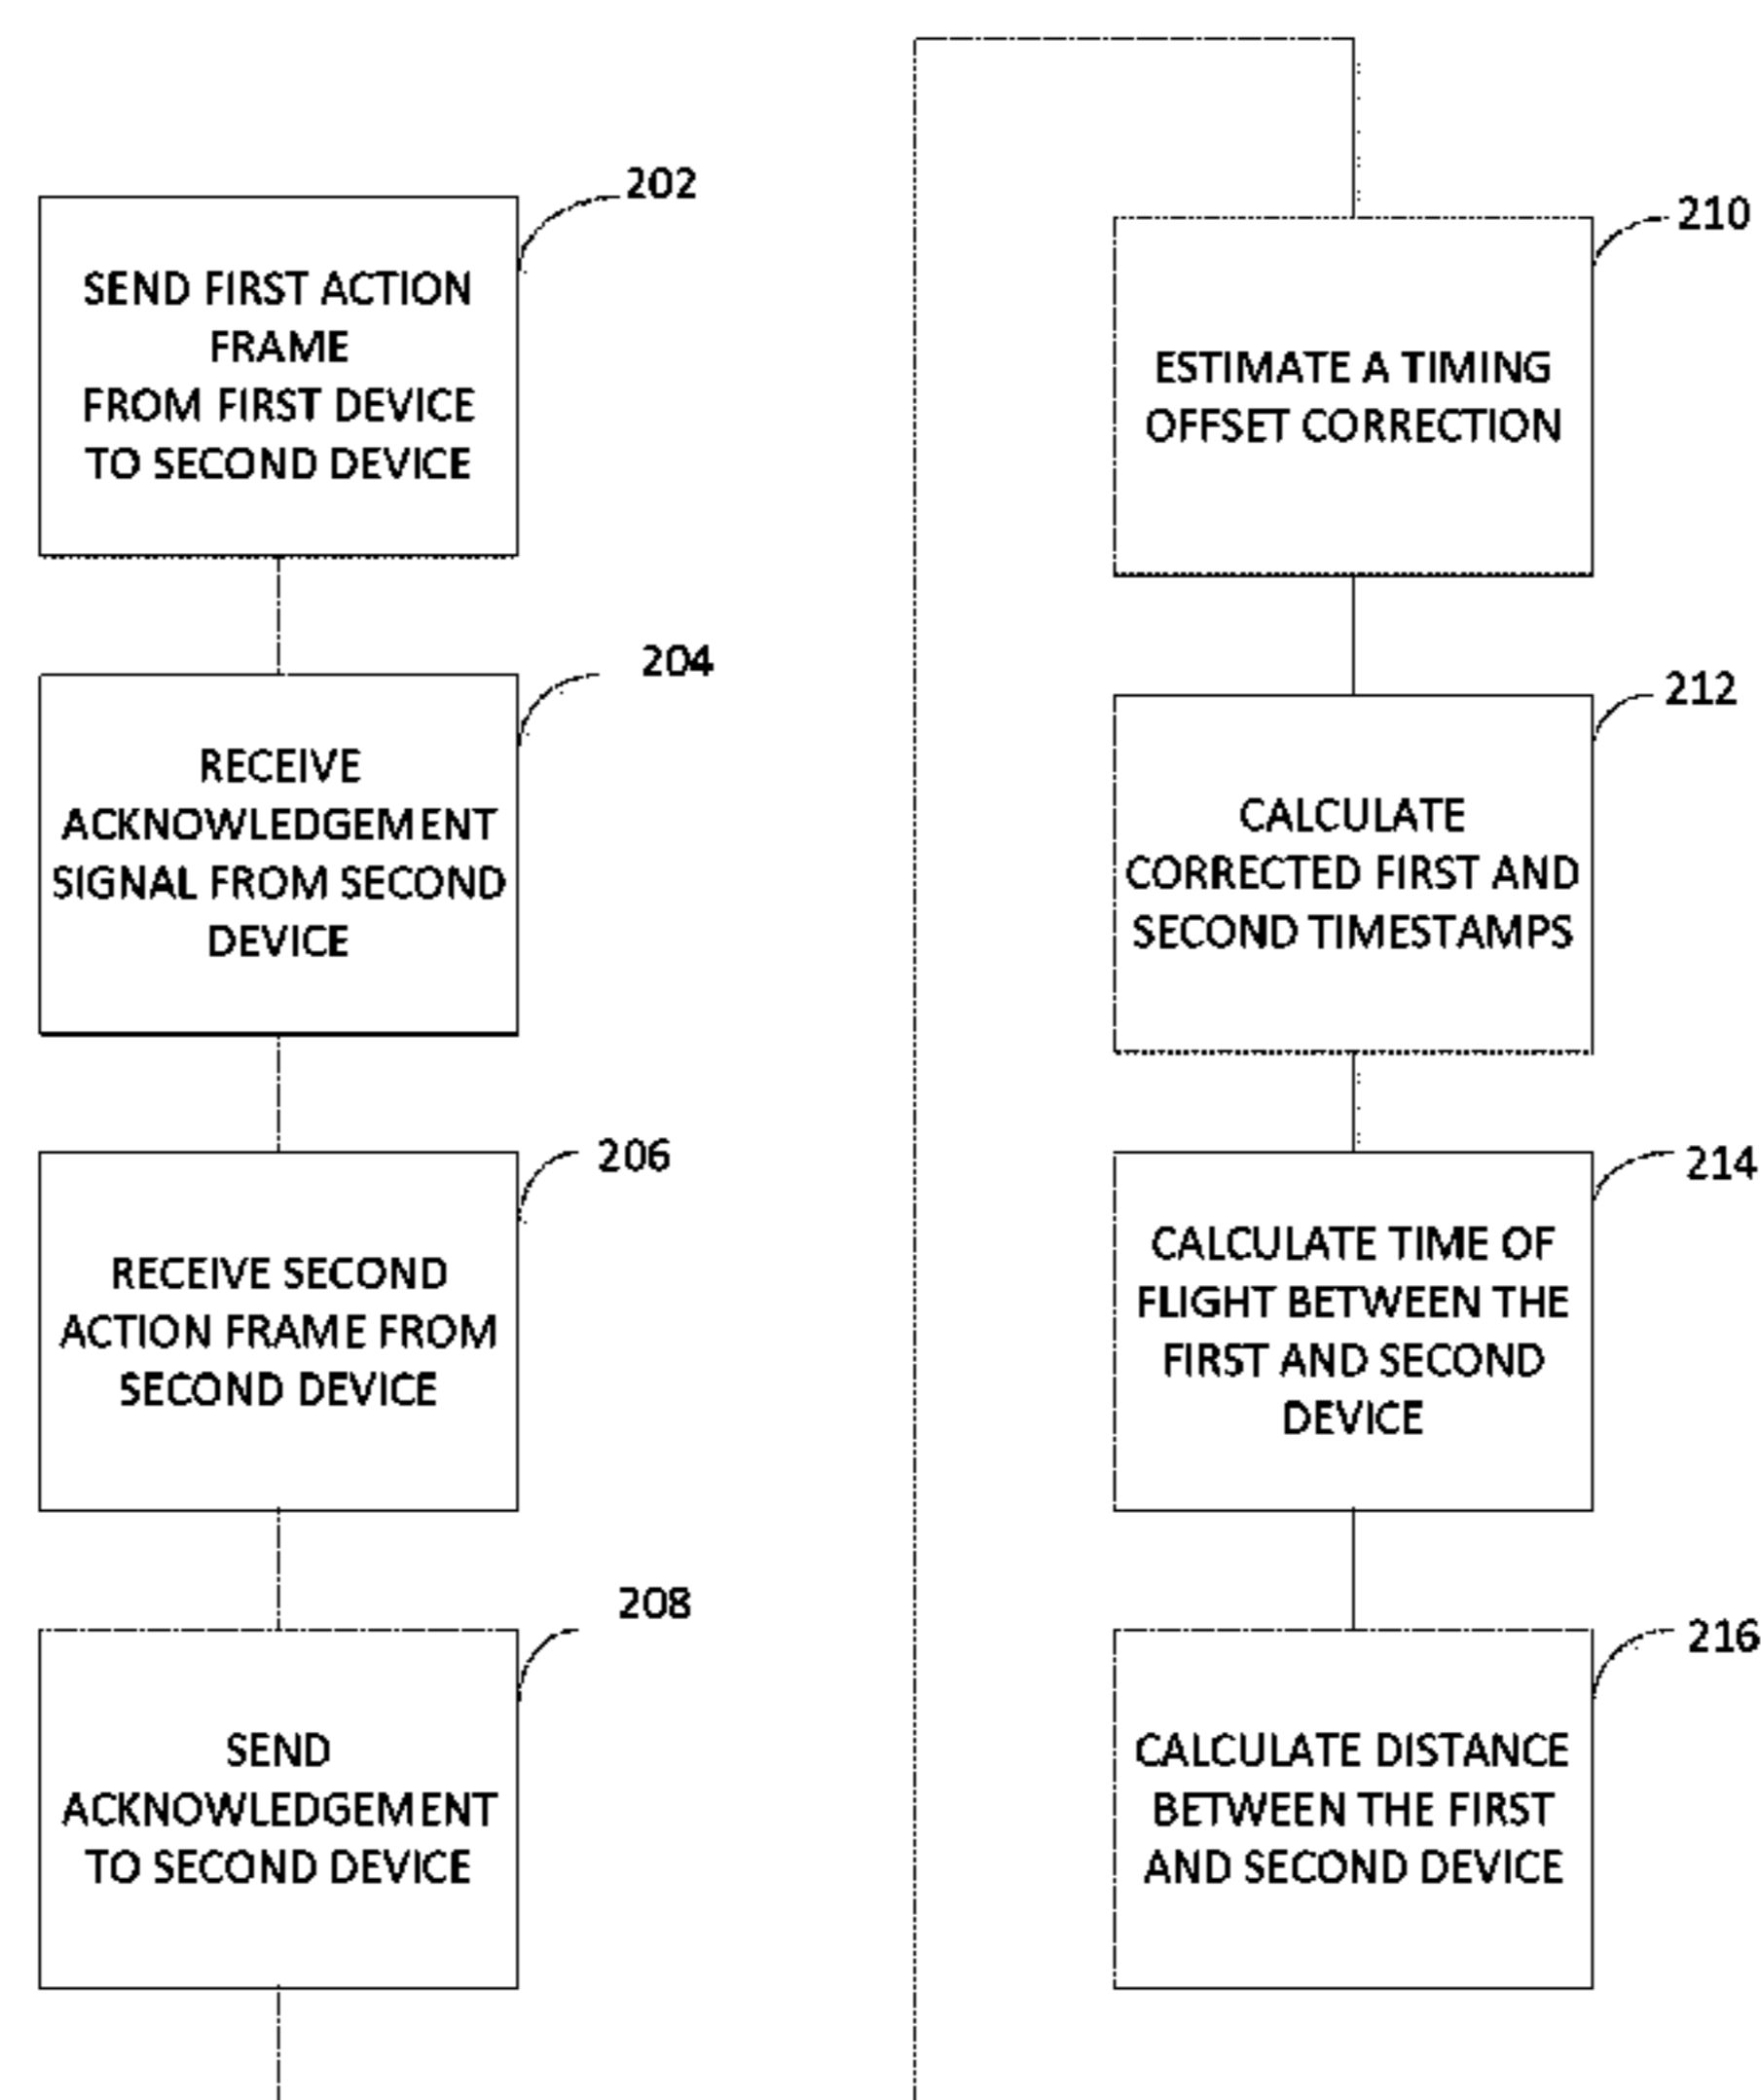 202
SEND FIRST ACTION
FRAME
FROM FIRST DEVICE
TO SECOND DEVICE
204
RECEIVE
ACKNOWLEDGEMENT
SIGNAL FROM SECOND
DEVICE
206
RECEIVE SECOND
ACTION FRAME FROM
SECOND DEVICE
208
SEND
ACKNOWLEDGEMENT
TO SECOND DEVICE
210
ESTIMATE A TIMING
OFFSET CORRECTION
212
CALCULATE
CORRECTED FIRST AND
SECOND TIMESTAMPS
214
CALCULATE TIME OF
FLIGHT BETWEEN THE
FIRST AND SECOND
DEVICE
216
CALCULATE DISTANCE
BETWEEN THE FIRST
AND SECOND DEVICE